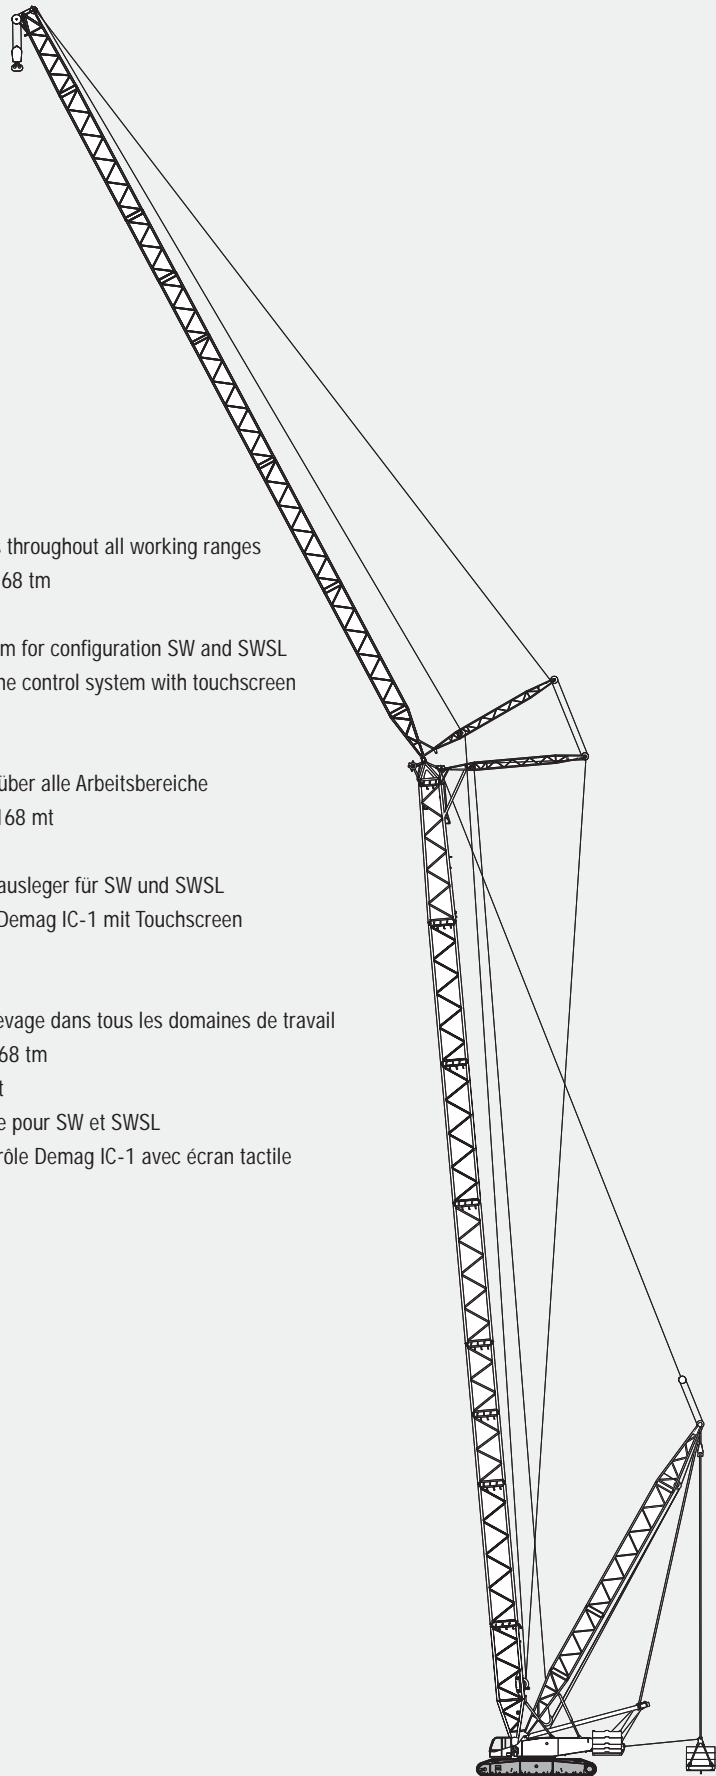 throughout all working ranges
68 tm
m for configuration SW and SWSL
ne control system with touchscreen
über alle Arbeitsbereiche
168 mt
ausleger für SW und SWSL
Demag IC-1 mit Touchscreen
evage dans tous les domaines de travail
68 tm
t
e pour SW et SWSL
rôle Demag IC-1 avec écran tactile